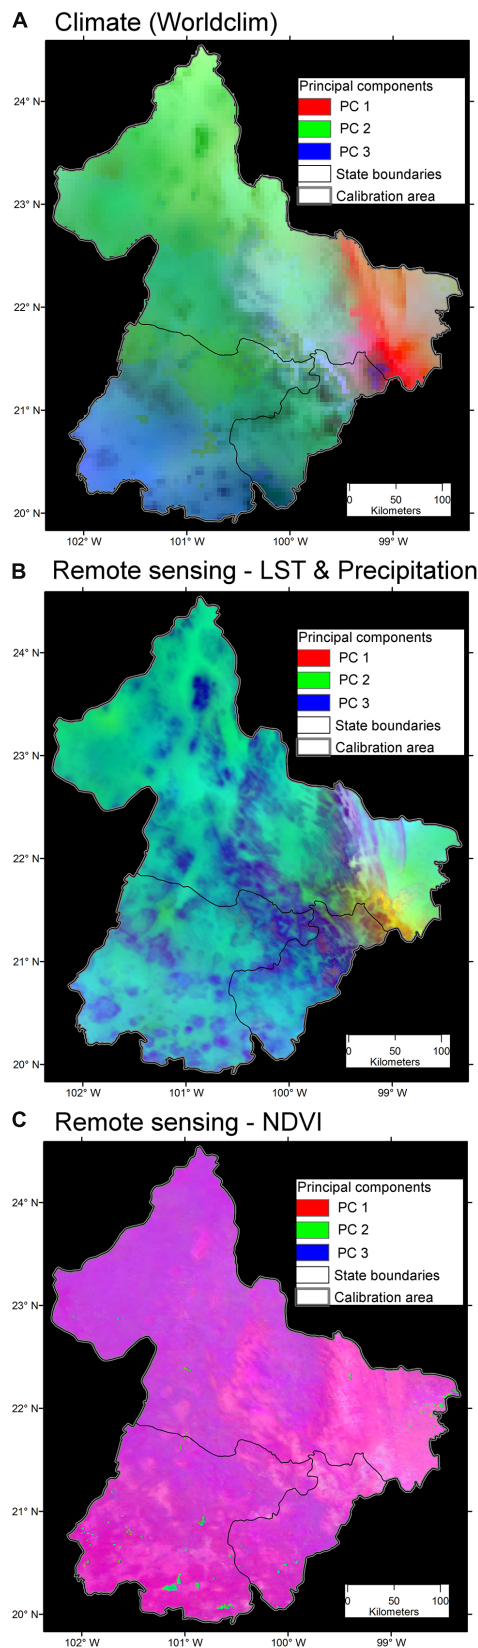 A Climate (Worldclim)
Principal components
PC 1
PC 2
PC 3
State boundaries
Calibration area
24° N
23° N
22° N
21° N
20° N
0 50 100
Kilometers
102° W 101° W 100° W 99° W
B Remote sensing - LST & Precipitation
Principal components
PC 1
PC 2
PC 3
State boundaries
Calibration area
24° N
23° N
22° N
21° N
20° N
0 50 100
Kilometers
102° W 101° W 100° W 99° W
C Remote sensing - NDVI
Principal components
PC 1
PC 2
PC 3
State boundaries
Calibration area
24° N
23° N
22° N
21° N
20° N
0 50 100
Kilometers
102° W 101° W 100° W 99° W